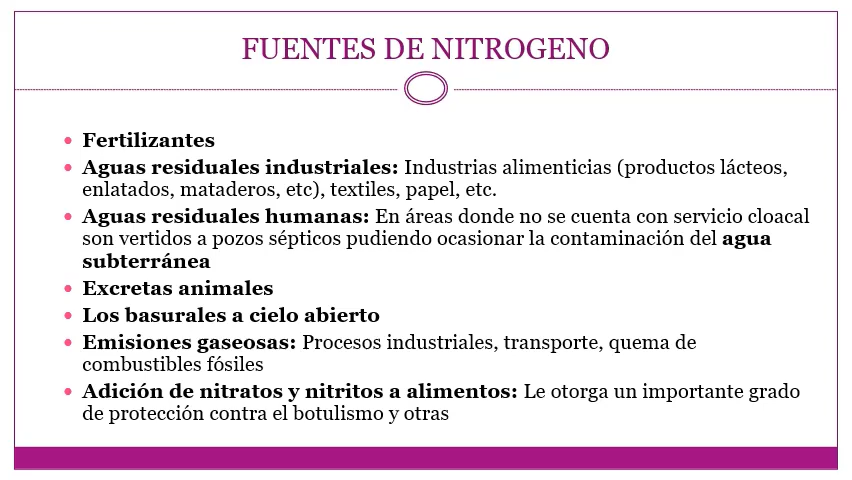 FUENTES DE NITROGENO
• Fertilizantes
• Aguas residuales industriales: Industrias alimenticias (productos lácteos,
enlatados, mataderos, etc), textiles, papel, etc.
• Aguas residuales humanas: En áreas donde no se cuenta con servicio cloacal
son vertidos a pozos sépticos pudiendo ocasionar la contaminación del agua
subterránea
• Excretas animales
• Los basurales a cielo abierto
• Emisiones gaseosas: Procesos industriales, transporte, quema de
combustibles fósiles
• Adición de nitratos y nitritos a alimentos: Le otorga un importante grado
de protección contra el botulismo y otras